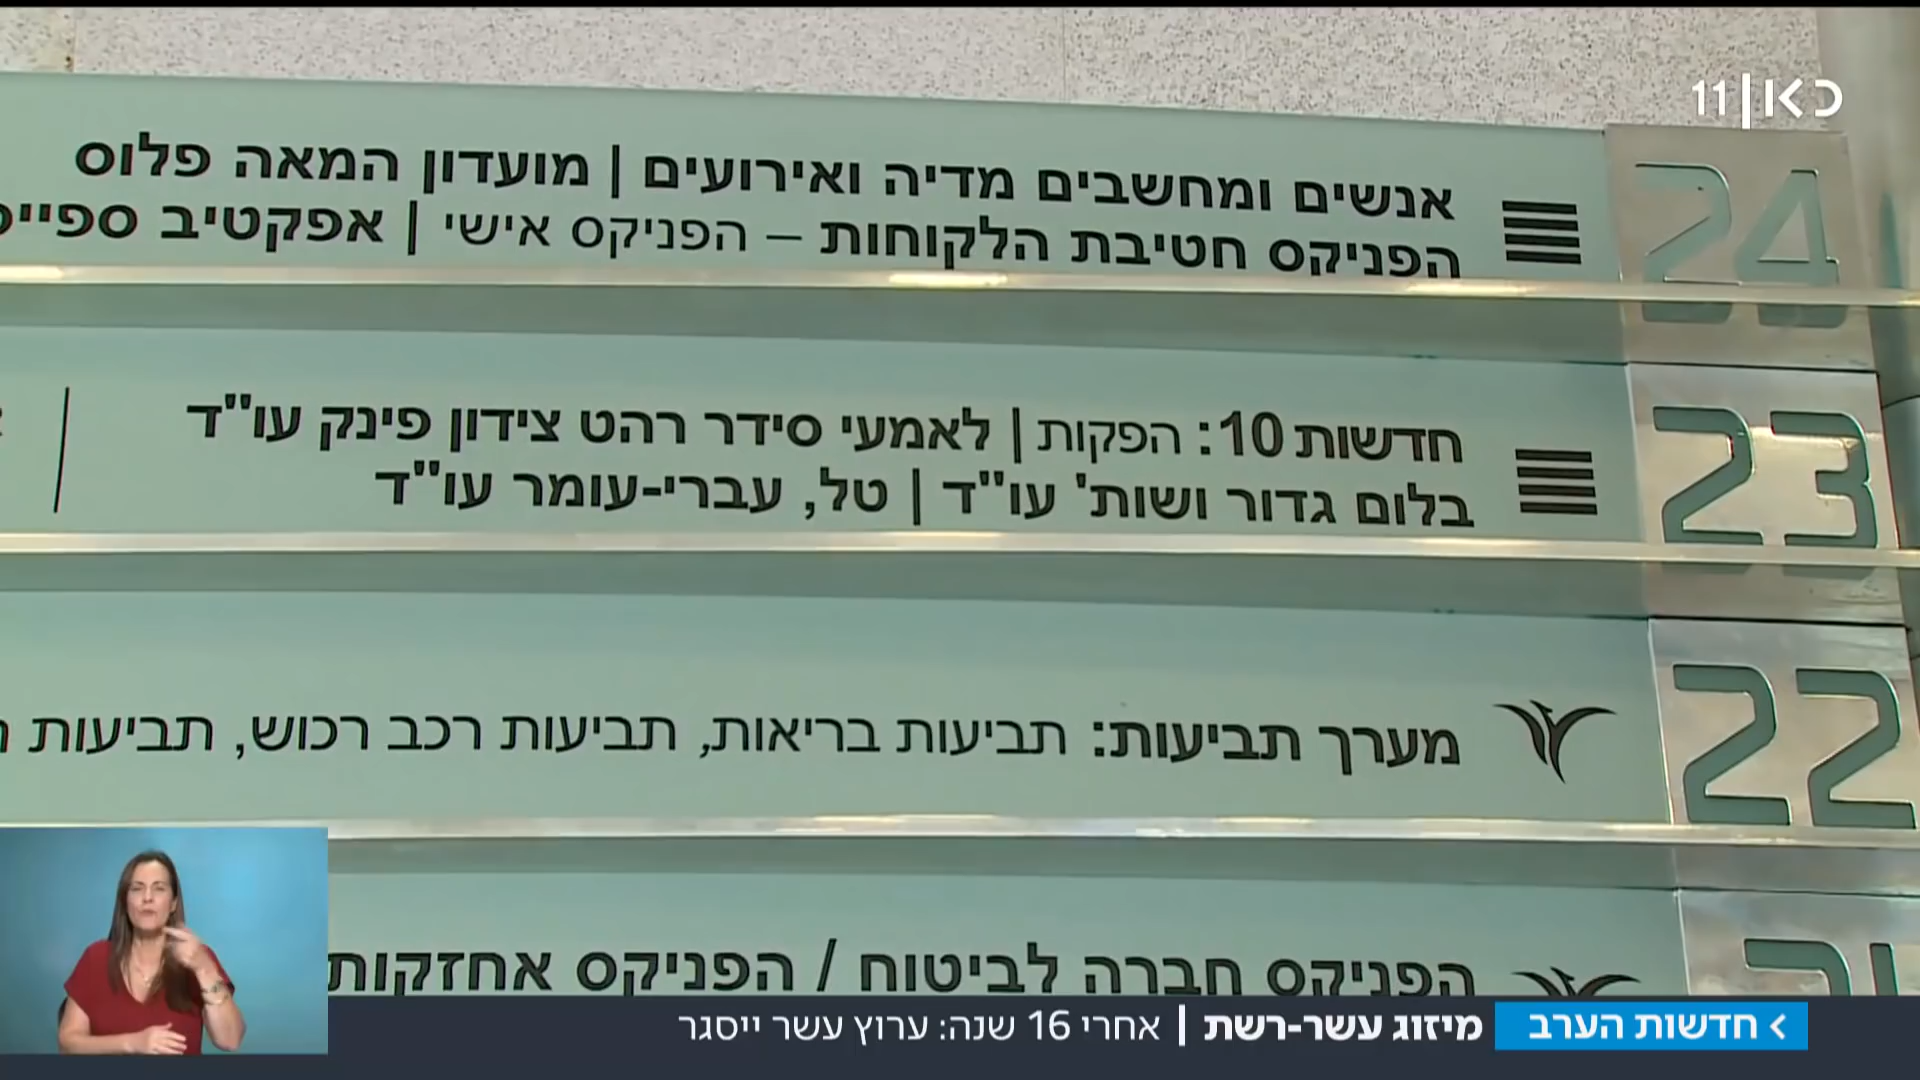 כאן 11
24
אנשים ומחשבים מדיה ואירועים | מועדון המאה פלוס
הפניקס חטיבת הלקוחות – הפניקס אישי | אפקטיב ספייס
23
חדשות 10: הפקות | לאמעי סידר רהט צידון פינק עו"ד
בלום גדור ושות' עו"ד | טל, עברי-עומר עו"ד
22
מערך תביעות: תביעות בריאות, תביעות רכב רכוש, תביעות
21
הפניקס חברה לביטוח / הפניקס אחזקות
חדשות הערב
מיזוג עשר-רשת | אחרי 16 שנה: ערוץ עשר ייסגר